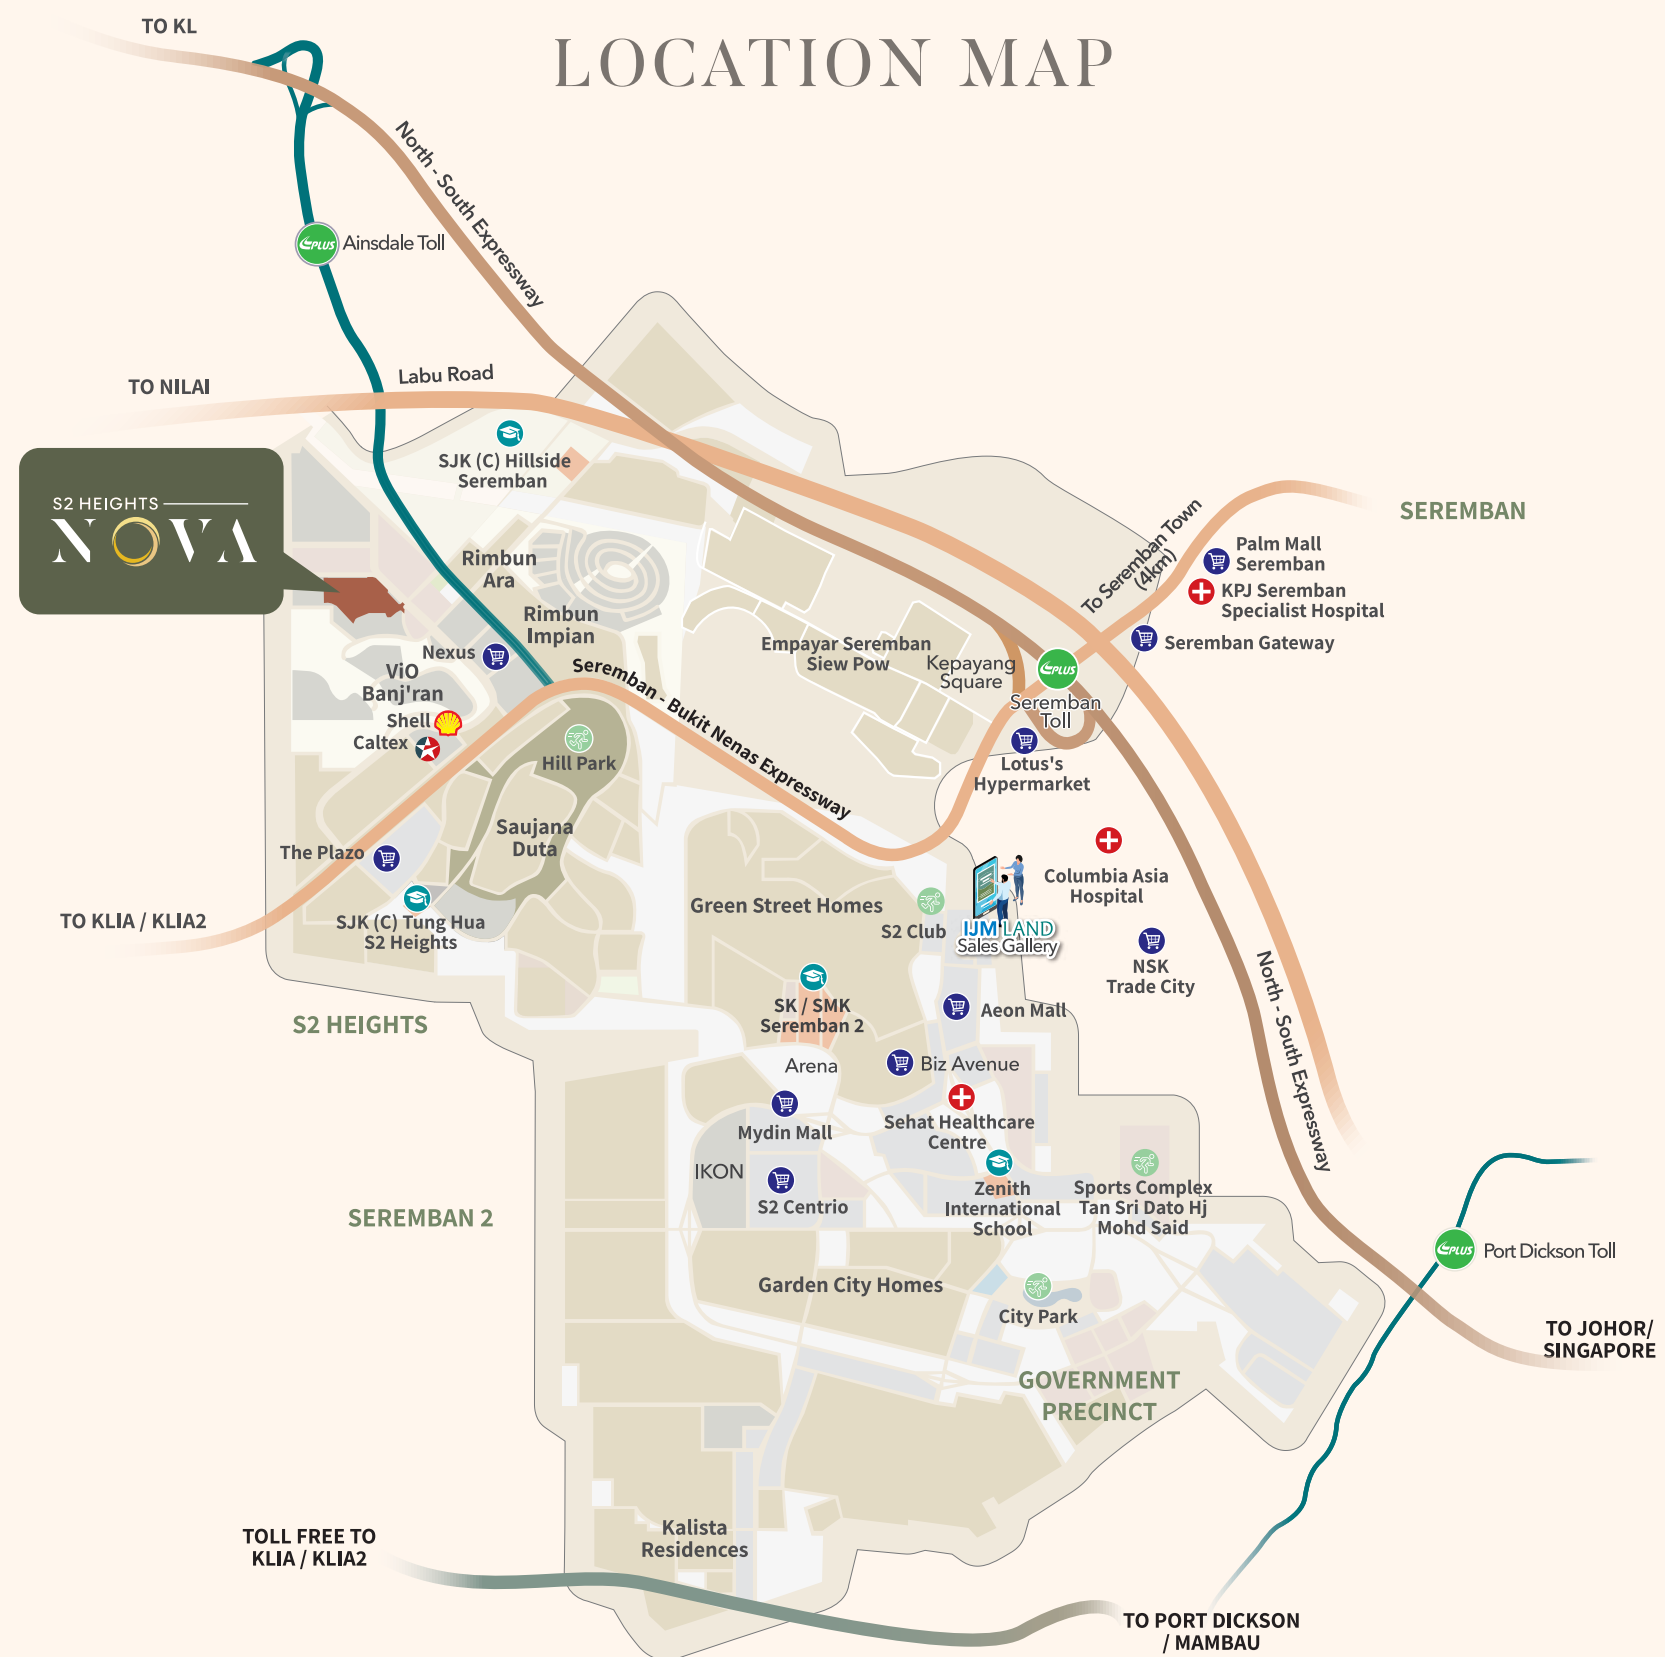 LOCATION MAP
TO KL
North - South Expressway
PLUS
Ainsdale Toll
Labu Road
TO NILAI
SJK (C) Hillside
Seremban
S2 HEIGHTS
NOVA
To Seremban Town
(4km)
SEREMBAN
Palm Mall
Seremban
KPJ Seremban
Specialist Hospital
Seremban Gateway
Rimbun
Ara
Rimbun
Impian
Nexus
ViO
Banj'ran
Shell
Caltex
Seremban - Bukit Nenas Expressway
Empayar Seremban
Siew Pow
Kepayang
Square
PLUS
Seremban
Toll
Lotus's
Hypermarket
Hill Park
Saujana
Duta
The Plazo
SJK (C) Tung Hua
S2 Heights
TO KLIA / KLIA2
Green Street Homes
S2 Club
IJM LAND
Sales Gallery
Columbia Asia
Hospital
NSK
Trade City
North - South Expressway
S2 HEIGHTS
SK / SMK
Seremban 2
Aeon Mall
Arena
Biz Avenue
Mydin Mall
Sehat Healthcare
Centre
IKON
S2 Centrio
Zenith
International
School
Sports Complex
Tan Sri Dato Hj
Mohd Said
SEREMBAN 2
PLUS
Port Dickson Toll
Garden City Homes
City Park
TO JOHOR/
SINGAPORE
GOVERNMENT
PRECINCT
Kalista
Residences
TOLL FREE TO
KLIA / KLIA2
TO PORT DICKSON
/ MAMBAU